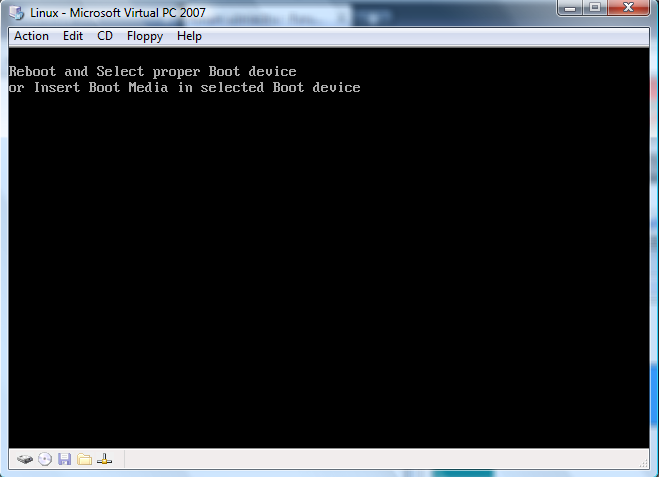 Linux - Microsoft Virtual PC 2007
Action Edit CD Floppy Help
Reboot and Select proper Boot device
or Insert Boot Media in selected Boot device